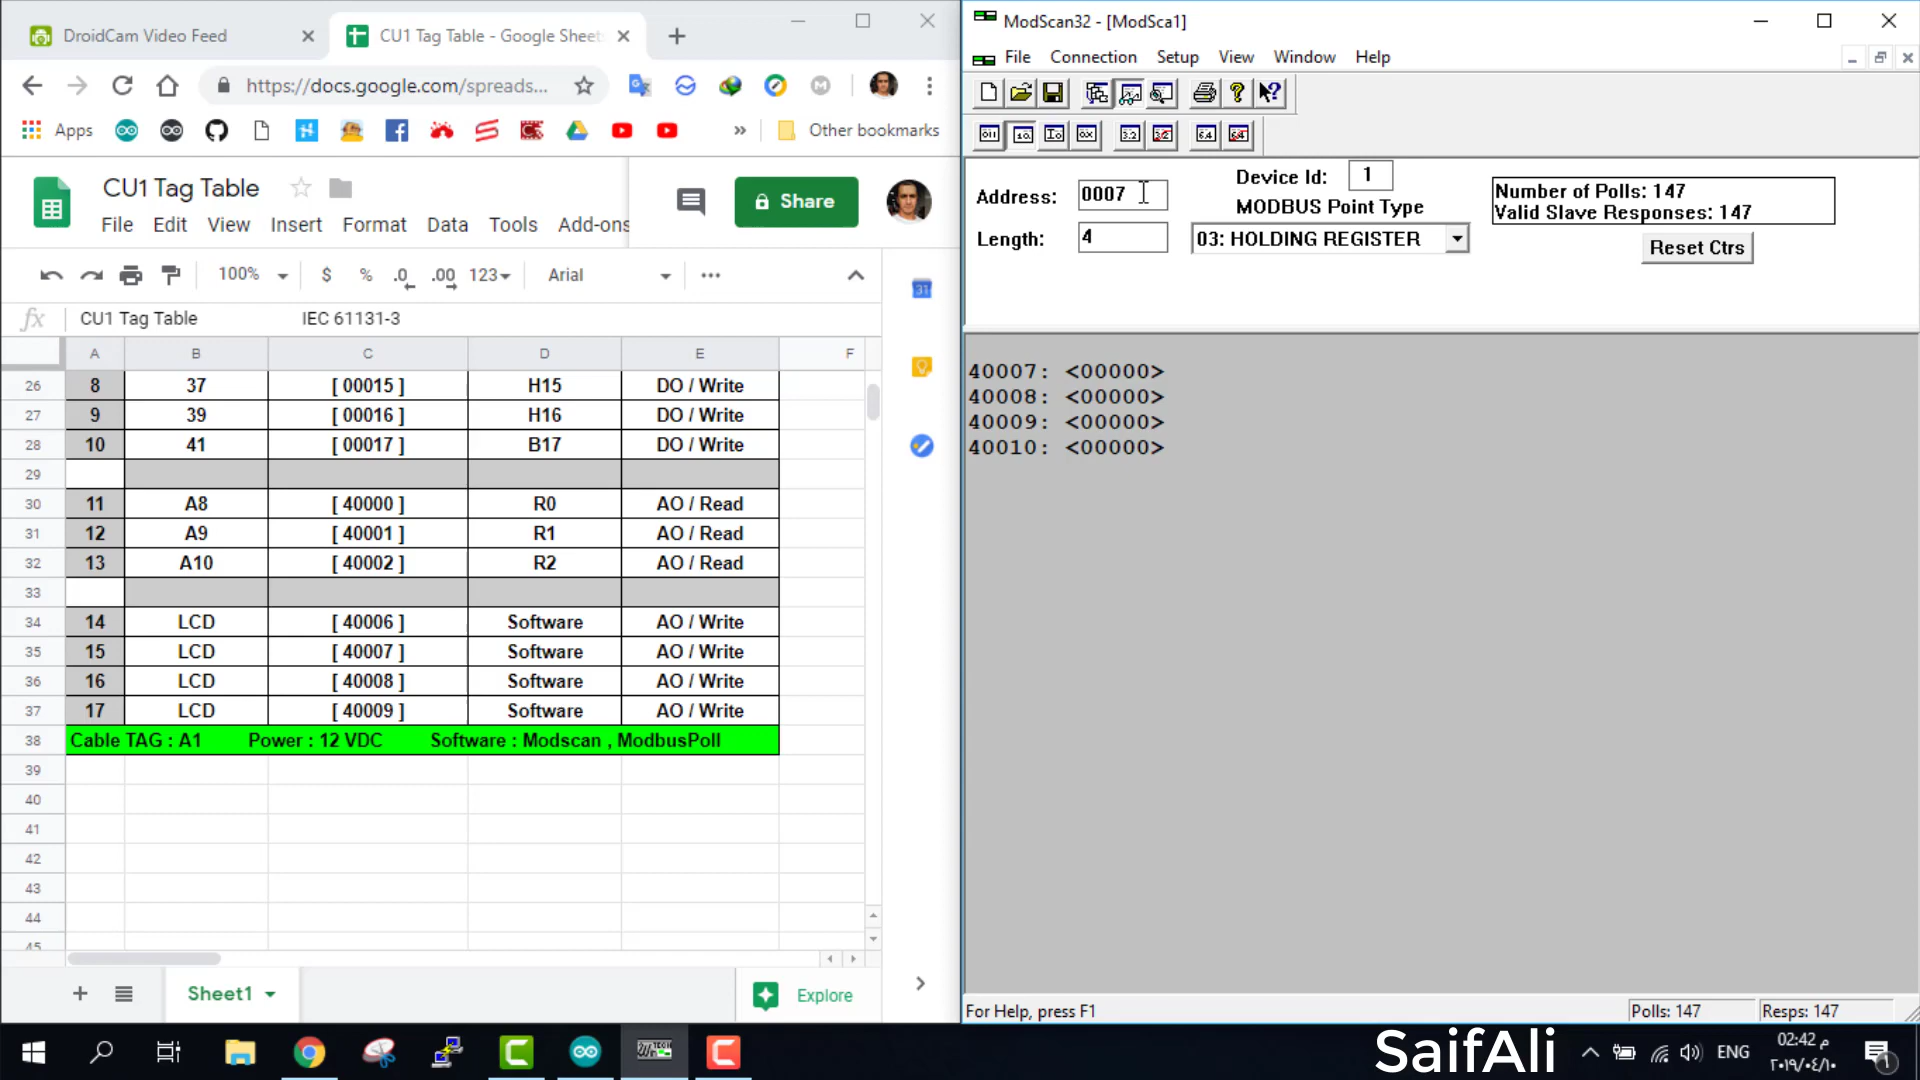 DroidCam Video Feed
CU1 Tag Table - Google Sheets
https://docs.google.com/spreads...
Apps
Other bookmarks
CU1 Tag Table
Share
File Edit View Insert Format Data Tools Add-ons
100% $ % .0 .00 123 Arial
fx CU1 Tag Table IEC 61131-3
A B C D E F
26 8 37 [ 00015 ] H15 DO / Write
27 9 39 [ 00016 ] H16 DO / Write
28 10 41 [ 00017 ] B17 DO / Write
29
30 11 A8 [ 40000 ] R0 AO / Read
31 12 A9 [ 40001 ] R1 AO / Read
32 13 A10 [ 40002 ] R2 AO / Read
33
34 14 LCD [ 40006 ] Software AO / Write
35 15 LCD [ 40007 ] Software AO / Write
36 16 LCD [ 40008 ] Software AO / Write
37 17 LCD [ 40009 ] Software AO / Write
38 Cable TAG : A1 Power : 12 VDC Software : Modscan , ModbusPoll
39
40
41
42
43
44
45
Sheet1
Explore
31
ModScan32 - [ModSca1]
File Connection Setup View Window Help
Address: 0007
Device Id: 1
MODBUS Point Type
Length: 4
03: HOLDING REGISTER
Number of Polls: 147
Valid Slave Responses: 147
Reset Ctrs
40007: <00000>
40008: <00000>
40009: <00000>
40010: <00000>
For Help, press F1
Polls: 147 Resps: 147
SaifAli
ENG
02:42 م
٢٠١٩/٠٤/١٠
١